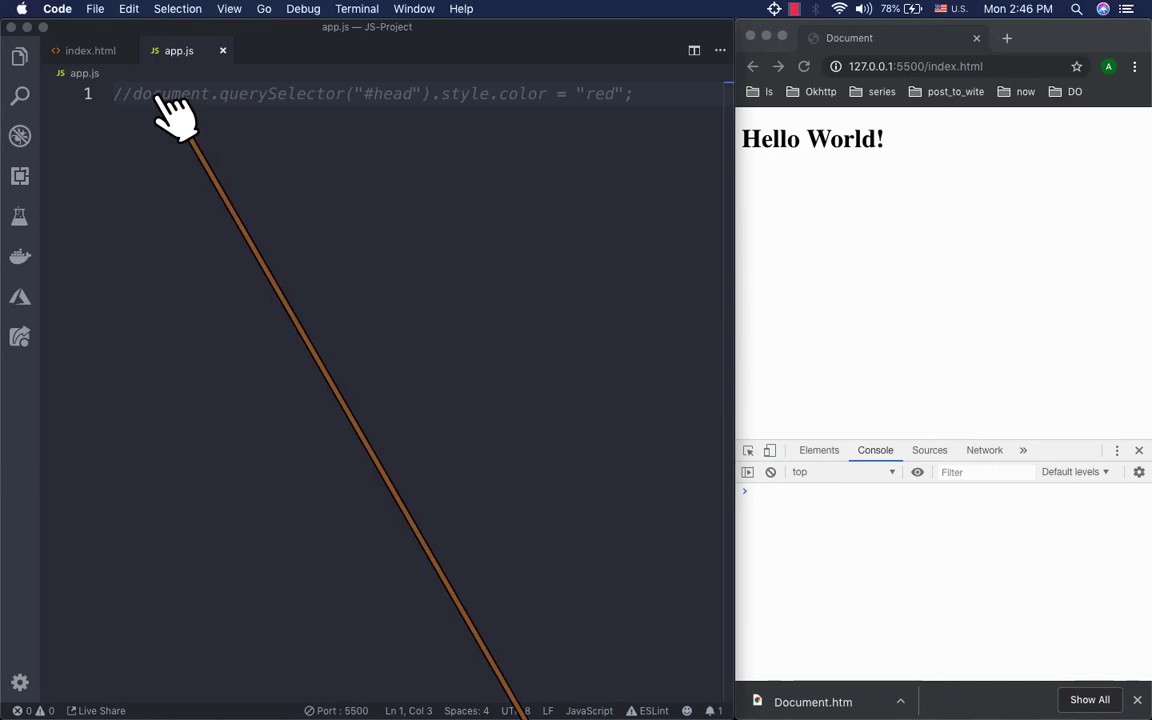 Code File Edit Selection View Go Debug Terminal Window Help 78% U.S. Mon 2:46 PM
app.js — JS-Project
index.html JS app.js
JS app.js
1 //document.querySelector("#head").style.color = "red";
0 0 Live Share Port : 5500 Ln 1, Col 3 Spaces: 4 UTF-8 LF JavaScript ESLint 1
Document
127.0.0.1:5500/index.html A
ls Okhttp series post_to_wite now DO
Hello World!
Elements Console Sources Network
top Filter Default levels
Document.htm Show All